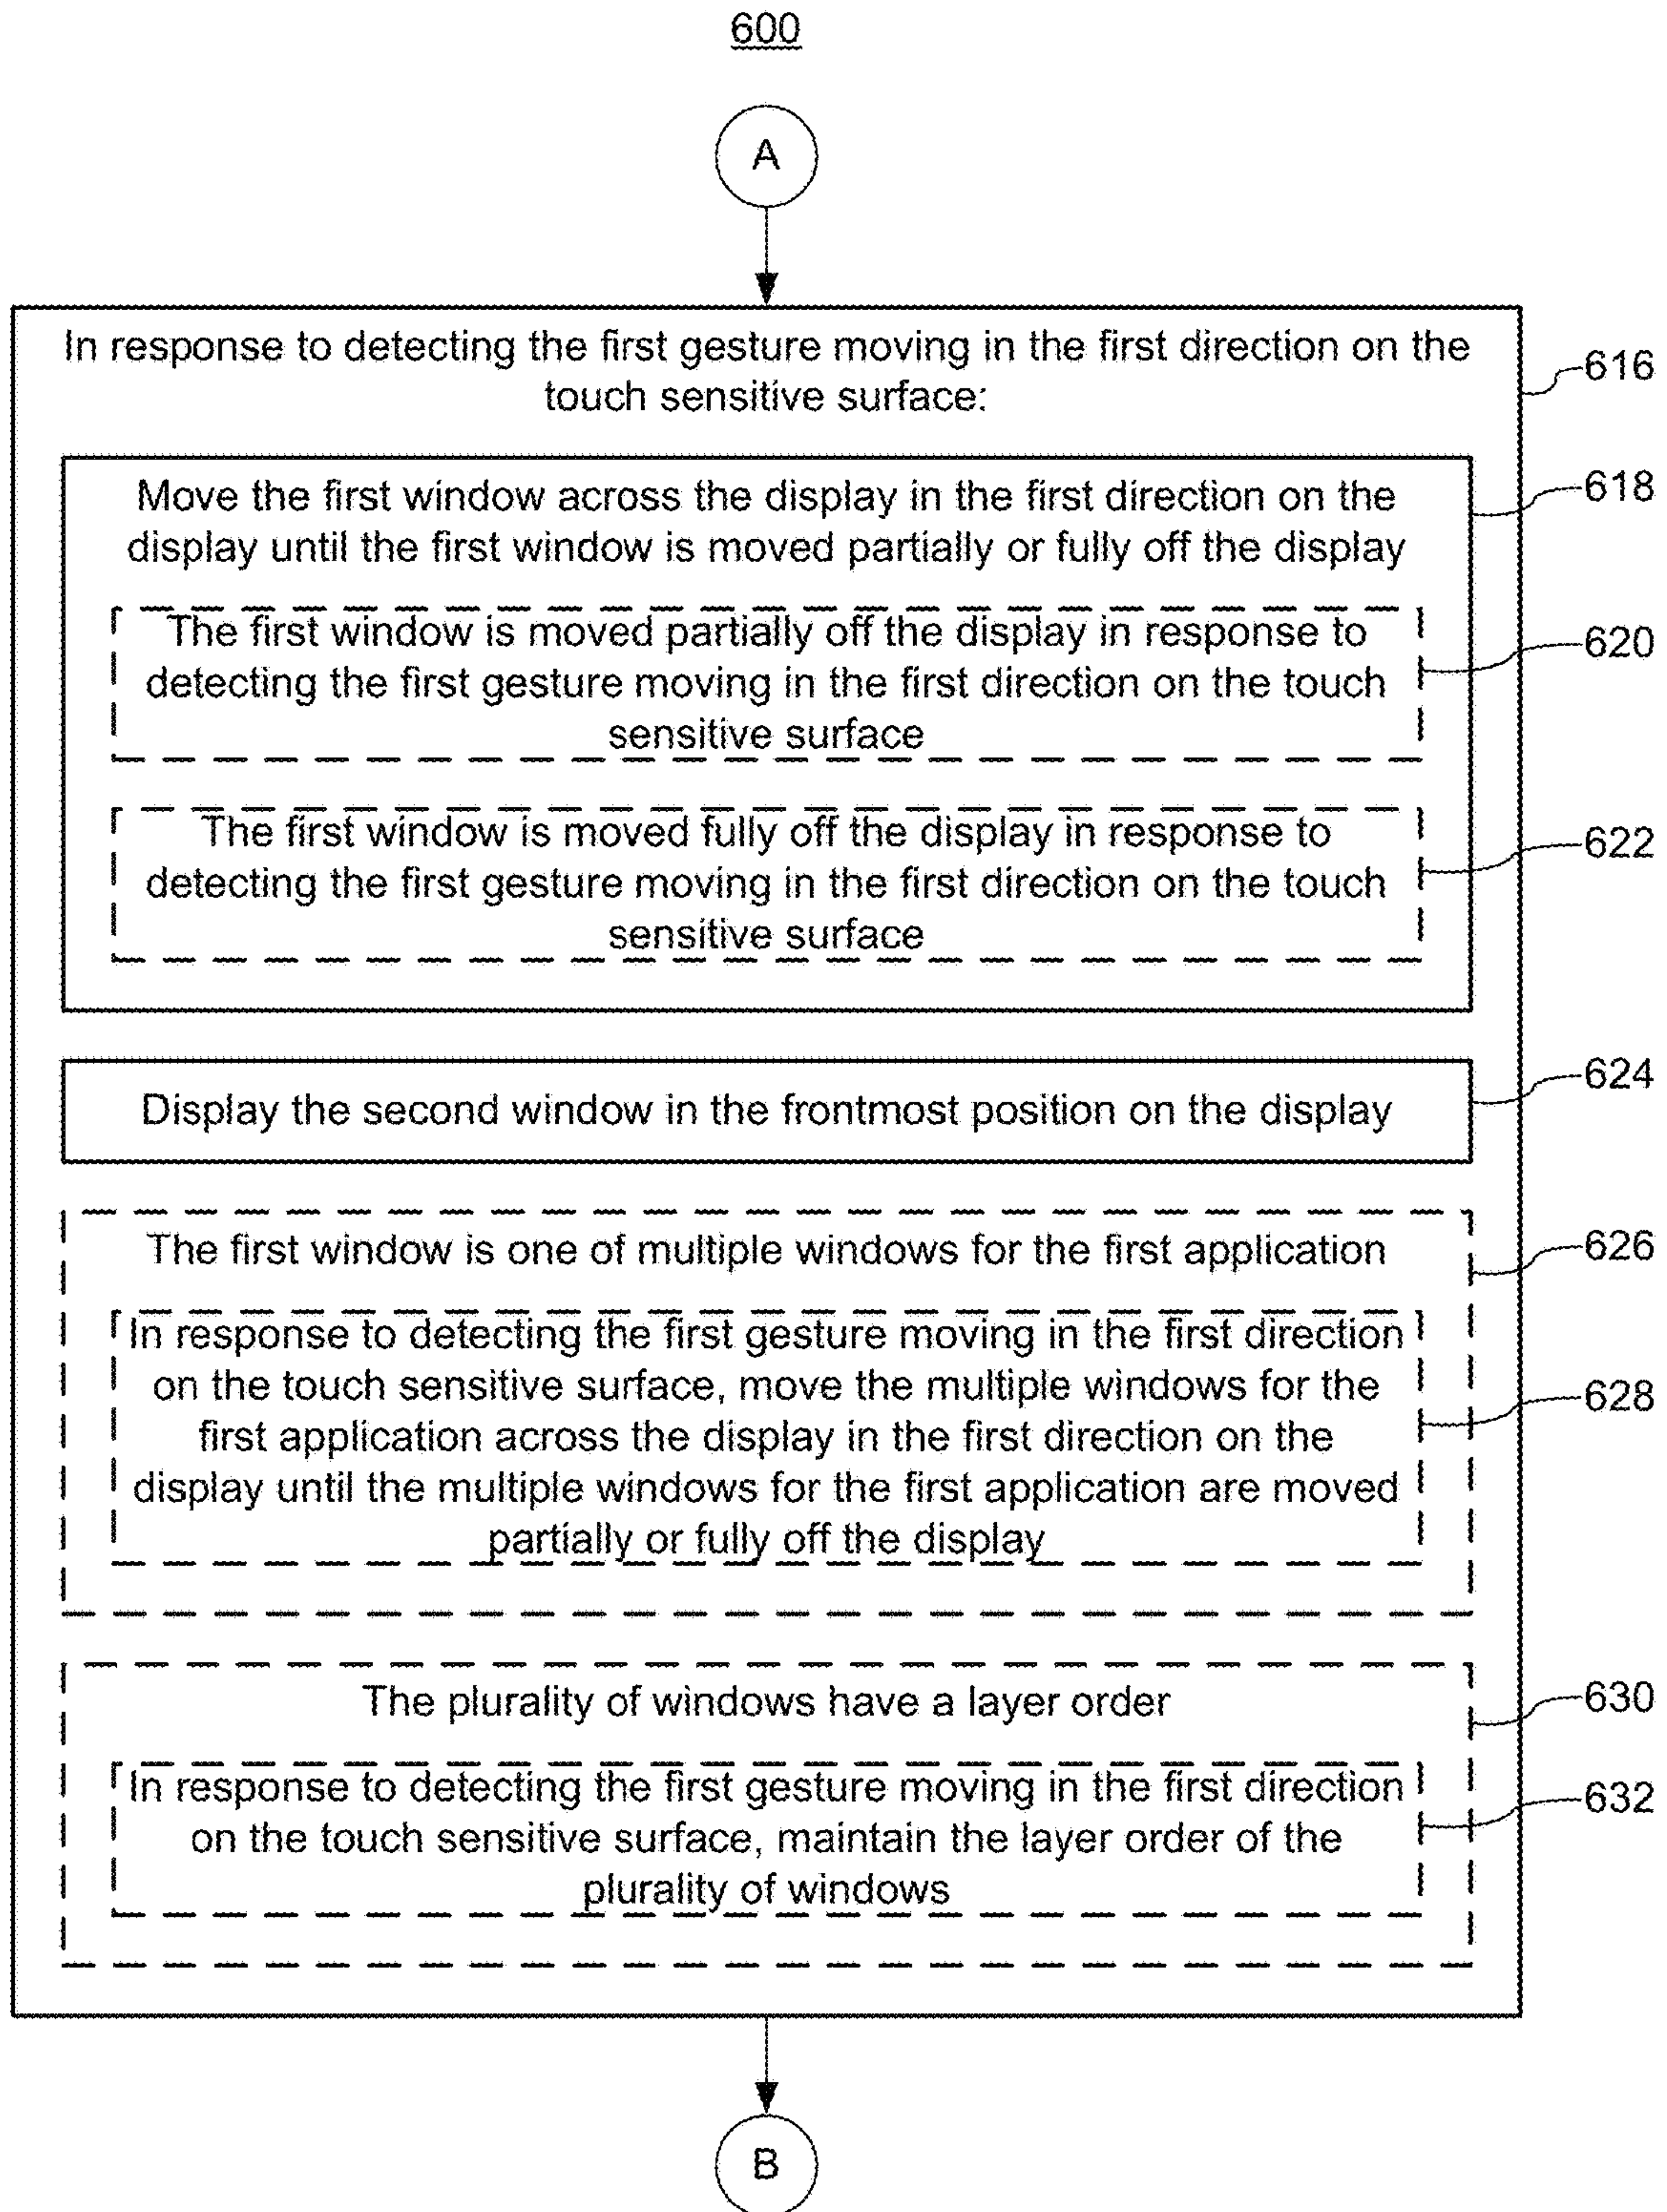 600
A
In response to detecting the first gesture moving in the first direction on the
touch sensitive surface:
616
Move the first window across the display in the first direction on the
display until the first window is moved partially or fully off the display
618
The first window is moved partially off the display in response to
detecting the first gesture moving in the first direction on the touch
sensitive surface
620
The first window is moved fully off the display in response to
detecting the first gesture moving in the first direction on the touch
sensitive surface
622
Display the second window in the frontmost position on the display
624
The first window is one of multiple windows for the first application
626
In response to detecting the first gesture moving in the first direction
on the touch sensitive surface, move the multiple windows for the
first application across the display in the first direction on the
display until the multiple windows for the first application are moved
partially or fully off the display
628
The plurality of windows have a layer order
630
In response to detecting the first gesture moving in the first direction
on the touch sensitive surface, maintain the layer order of the
plurality of windows
632
B